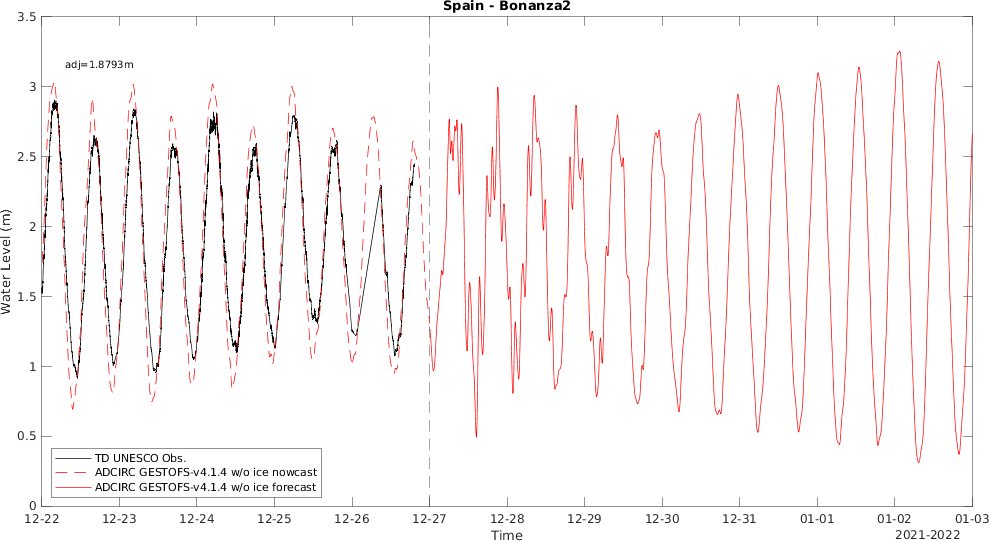 Spain - Bonanza2
adj=1.8793m
Water Level (m)
3.5
3
2.5
2
1.5
1
0.5
0
TD UNESCO Obs.
ADCIRC GESTOFS-v4.1.4 w/o ice nowcast
ADCIRC GESTOFS-v4.1.4 w/o ice forecast
12-22 12-23 12-24 12-25 12-26 12-27 12-28 12-29 12-30 12-31 01-01 01-02 01-03
Time
2021-2022